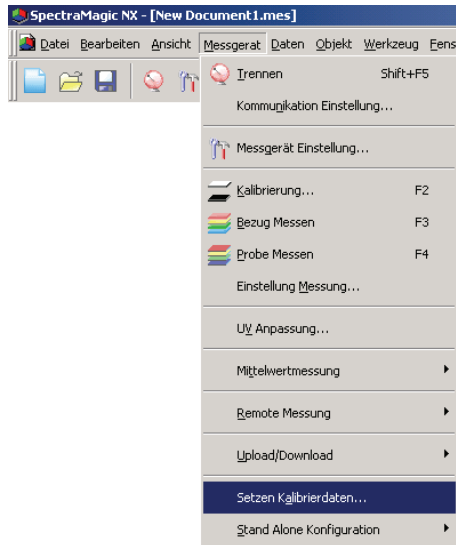 SpectraMagic NX - [New Document1.mes]
Datei Bearbeiten Ansicht Messgerat Daten Objekt Werkzeug Fens
Trennen Shift+F5
Kommunikation Einstellung...
Messgerät Einstellung...
Kalibrierung... F2
Bezug Messen F3
Probe Messen F4
Einstellung Messung...
UV Anpassung...
Mittelwertmessung
Remote Messung
Upload/Download
Setzen Kalibrierdaten...
Stand Alone Konfiguration